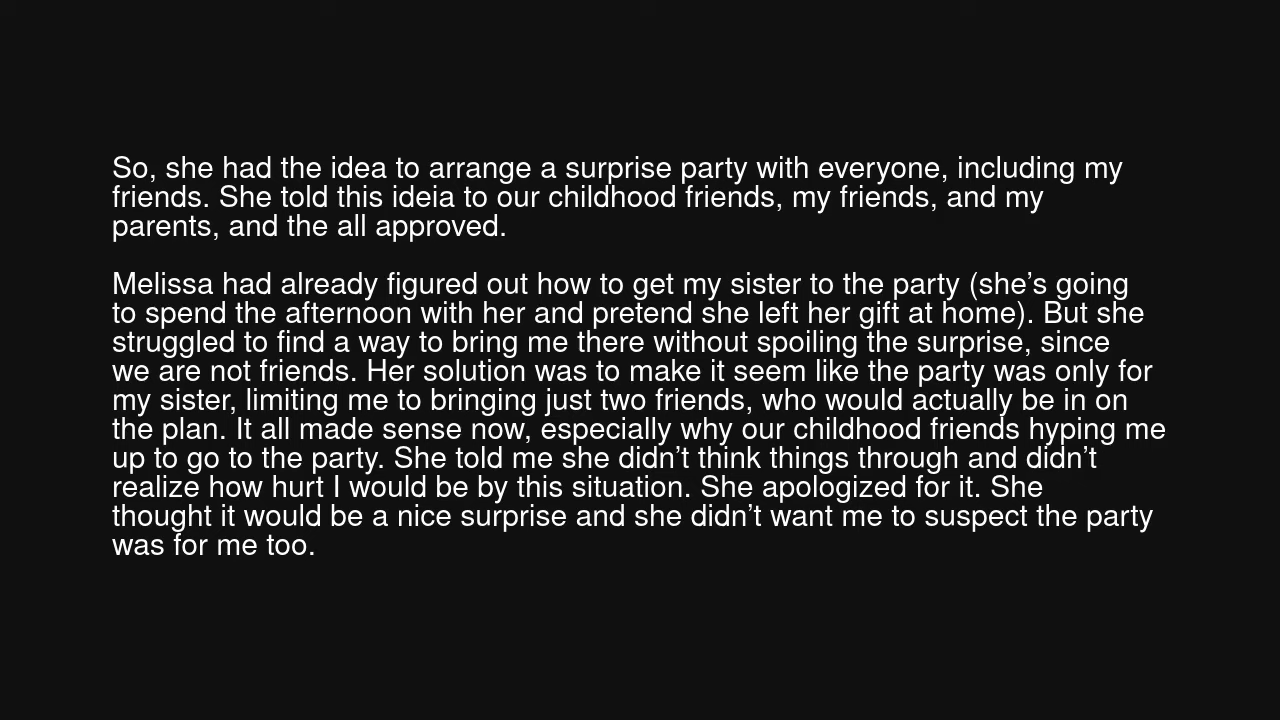 So, she had the idea to arrange a surprise party with everyone, including my
friends. She told this ideia to our childhood friends, my friends, and my
parents, and the all approved.
Melissa had already figured out how to get my sister to the party (she’s going
to spend the afternoon with her and pretend she left her gift at home). But she
struggled to find a way to bring me there without spoiling the surprise, since
we are not friends. Her solution was to make it seem like the party was only for
my sister, limiting me to bringing just two friends, who would actually be in on
the plan. It all made sense now, especially why our childhood friends hyping me
up to go to the party. She told me she didn’t think things through and didn’t
realize how hurt I would be by this situation. She apologized for it. She
thought it would be a nice surprise and she didn’t want me to suspect the party
was for me too.